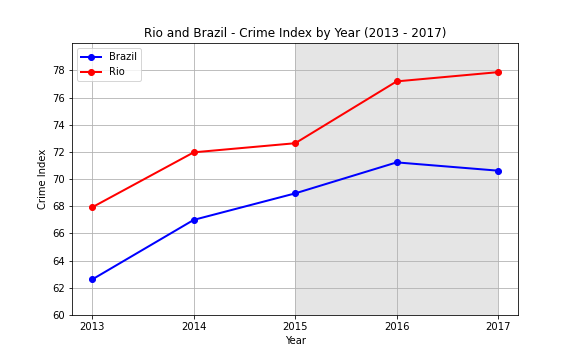 Rio and Brazil - Crime Index by Year (2013 - 2017)
Brazil
Rio
78
76
74
72
70
68
66
64
62
60
Crime Index
2013 2014 2015 2016 2017
Year